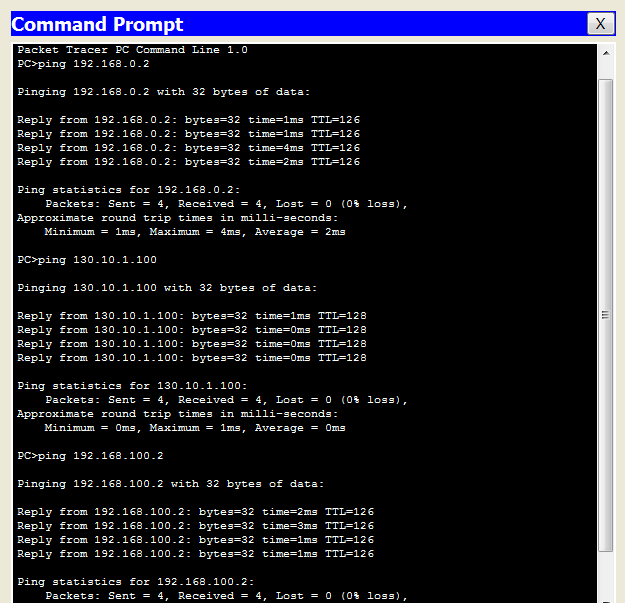 Command Prompt
X
Packet Tracer PC Command Line 1.0
PC>ping 192.168.0.2
Pinging 192.168.0.2 with 32 bytes of data:
Reply from 192.168.0.2: bytes=32 time=1ms TTL=126
Reply from 192.168.0.2: bytes=32 time=1ms TTL=126
Reply from 192.168.0.2: bytes=32 time=4ms TTL=126
Reply from 192.168.0.2: bytes=32 time=2ms TTL=126
Ping statistics for 192.168.0.2:
Packets: Sent = 4, Received = 4, Lost = 0 (0% loss),
Approximate round trip times in milli-seconds:
Minimum = 1ms, Maximum = 4ms, Average = 2ms
PC>ping 130.10.1.100
Pinging 130.10.1.100 with 32 bytes of data:
Reply from 130.10.1.100: bytes=32 time=1ms TTL=128
Reply from 130.10.1.100: bytes=32 time=0ms TTL=128
Reply from 130.10.1.100: bytes=32 time=0ms TTL=128
Reply from 130.10.1.100: bytes=32 time=0ms TTL=128
Ping statistics for 130.10.1.100:
Packets: Sent = 4, Received = 4, Lost = 0 (0% loss),
Approximate round trip times in milli-seconds:
Minimum = 0ms, Maximum = 1ms, Average = 0ms
PC>ping 192.168.100.2
Pinging 192.168.100.2 with 32 bytes of data:
Reply from 192.168.100.2: bytes=32 time=2ms TTL=126
Reply from 192.168.100.2: bytes=32 time=3ms TTL=126
Reply from 192.168.100.2: bytes=32 time=1ms TTL=126
Reply from 192.168.100.2: bytes=32 time=1ms TTL=126
Ping statistics for 192.168.100.2:
Packets: Sent = 4, Received = 4, Lost = 0 (0% loss),